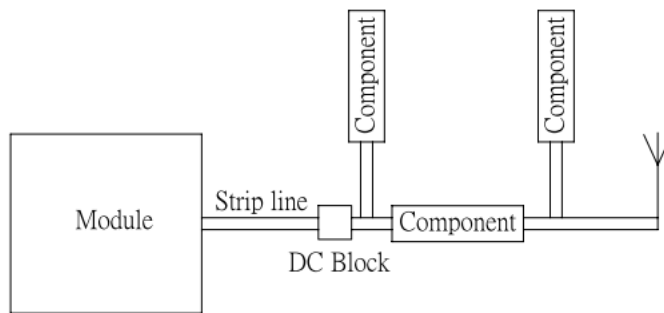 Component
Component
Module
Strip line
DC Block
Component